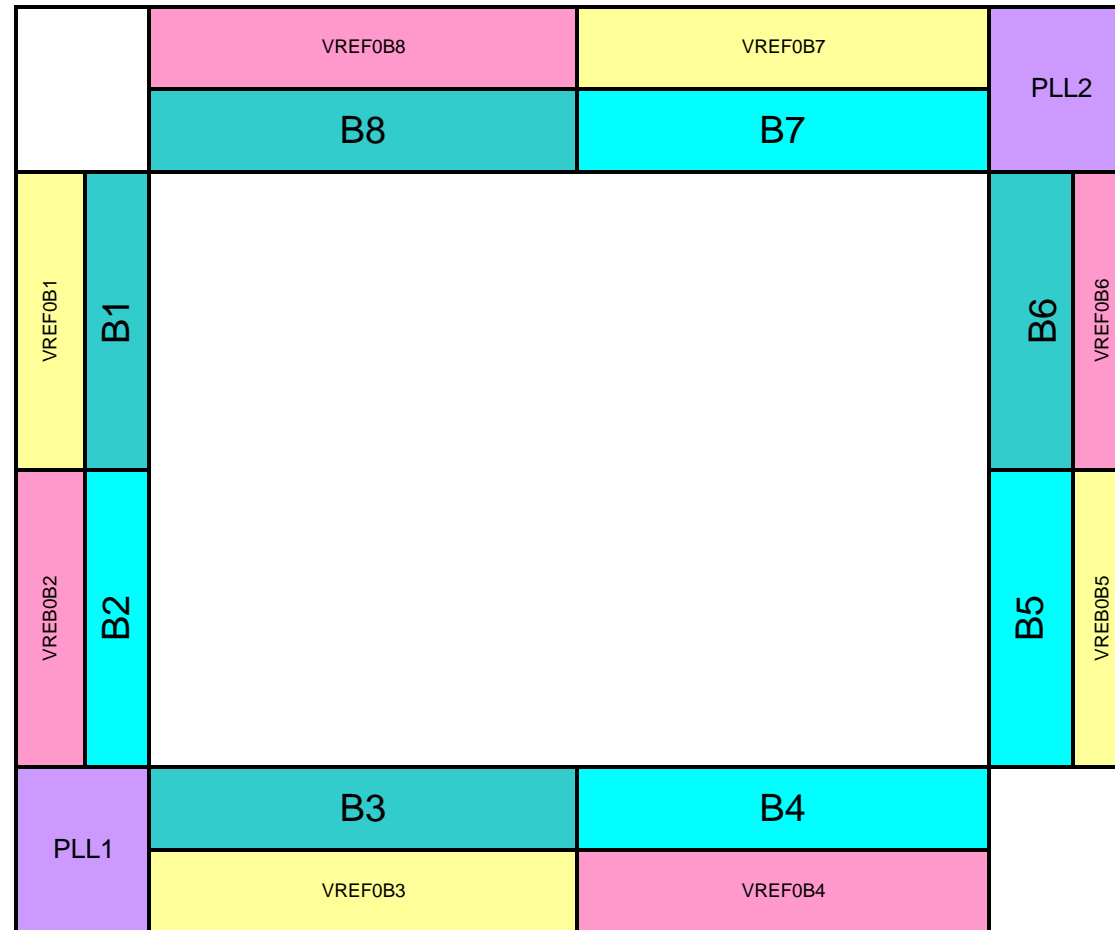 VREF0B8
VREF0B7
PLL2
B8
B7
VREF0B1
B1
B6
VREF0B6
VREB0B2
B2
B5
VREB0B5
PLL1
B3
B4
VREF0B3
VREF0B4